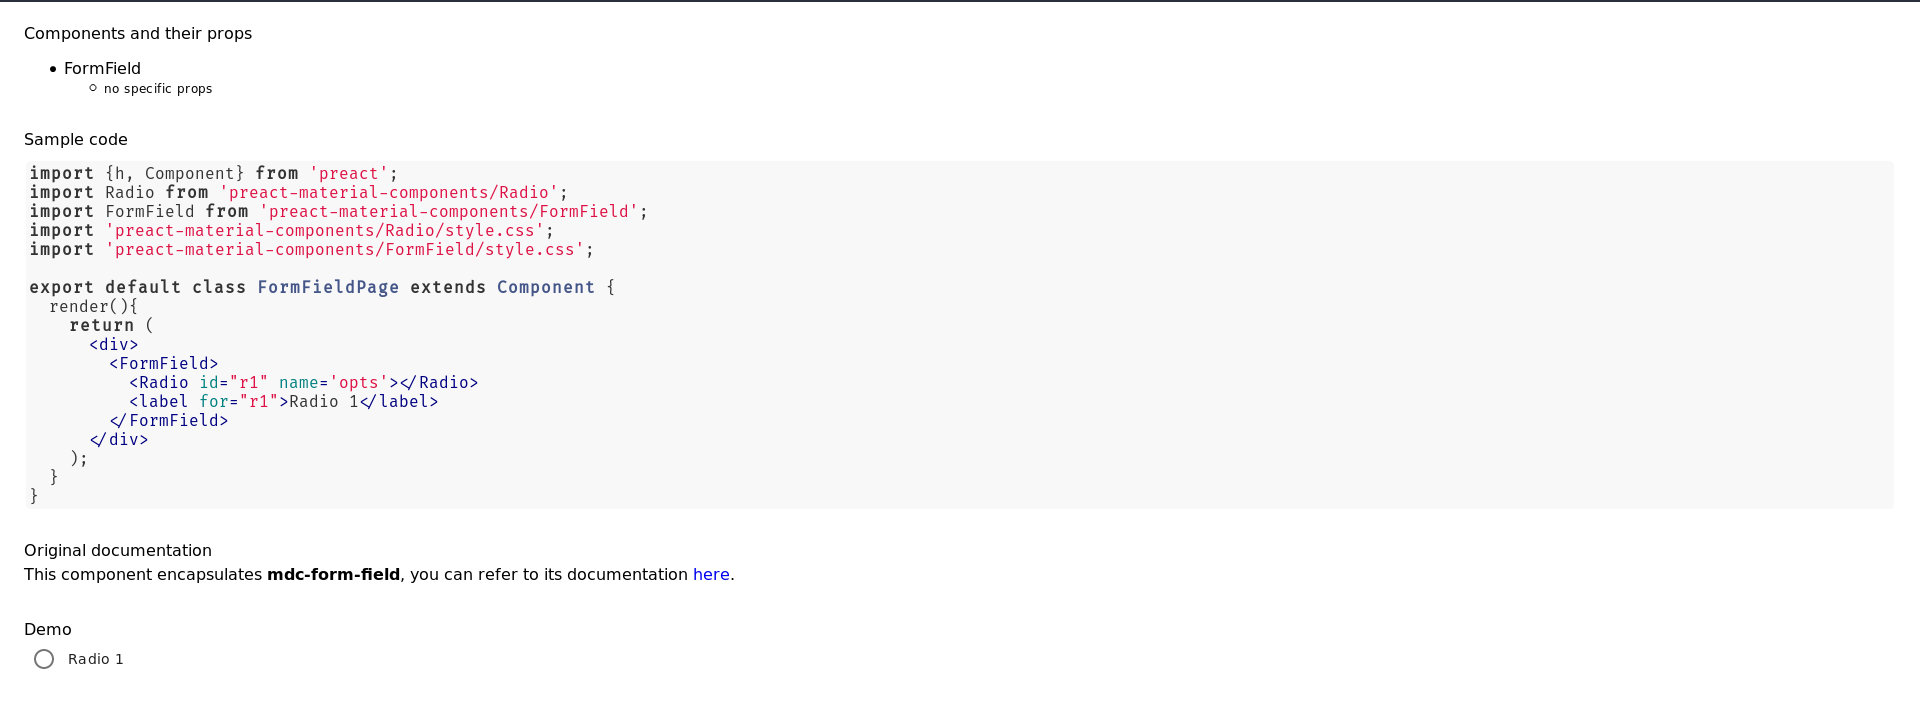 Components and their props
• FormField
○ no specific props
Sample code
import {h, Component} from 'preact';
import Radio from 'preact-material-components/Radio';
import FormField from 'preact-material-components/FormField';
import 'preact-material-components/Radio/style.css';
import 'preact-material-components/FormField/style.css';
export default class FormFieldPage extends Component {
  render(){
    return (
      <div>
        <FormField>
          <Radio id="r1" name='opts'></Radio>
          <label for="r1">Radio 1</label>
        </FormField>
      </div>
    );
  }
}
Original documentation
This component encapsulates mdc-form-field, you can refer to its documentation here.
Demo
Radio 1